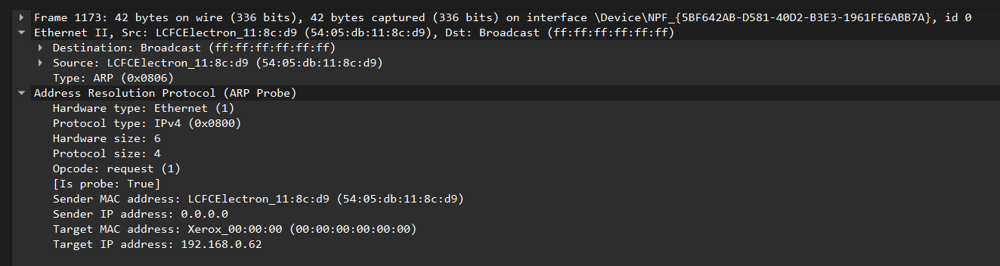 Frame 1173: 42 bytes on wire (336 bits), 42 bytes captured (336 bits) on interface \Device\NPF_{5BF642AB-D581-40D2-B3E3-1961FE6ABB7A}, id 0
Ethernet II, Src: LCFCElectron_11:8c:d9 (54:05:db:11:8c:d9), Dst: Broadcast (ff:ff:ff:ff:ff:ff)
Destination: Broadcast (ff:ff:ff:ff:ff:ff)
Source: LCFCElectron_11:8c:d9 (54:05:db:11:8c:d9)
Type: ARP (0x0806)
Address Resolution Protocol (ARP Probe)
Hardware type: Ethernet (1)
Protocol type: IPv4 (0x0800)
Hardware size: 6
Protocol size: 4
Opcode: request (1)
[Is probe: True]
Sender MAC address: LCFCElectron_11:8c:d9 (54:05:db:11:8c:d9)
Sender IP address: 0.0.0.0
Target MAC address: Xerox_00:00:00 (00:00:00:00:00:00)
Target IP address: 192.168.0.62